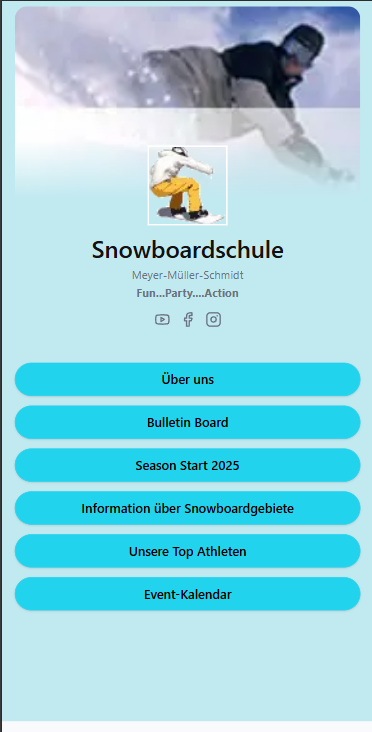 Snowboardschule
Meyer-Müller-Schmidt
Fun...Party....Action
Über uns
Bulletin Board
Season Start 2025
Information über Snowboardgebiete
Unsere Top Athleten
Event-Kalendar